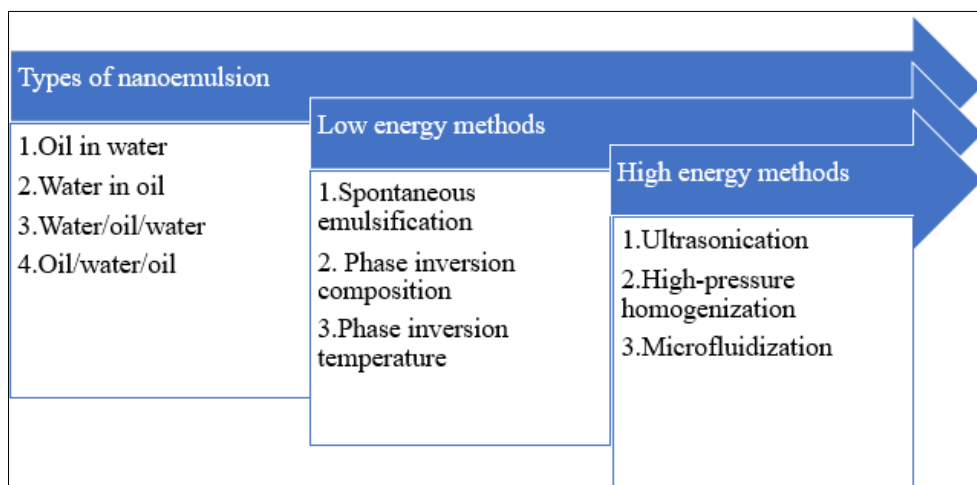 Types of nanoemulsion
1.Oil in water
2.Water in oil
3.Water/oil/water
4.Oil/water/oil
Low energy methods
1.Spontaneous
emulsification
2. Phase inversion
composition
3.Phase inversion
temperature
High energy methods
1.Ultrasonication
2.High-pressure
homogenization
3.Microfluidization